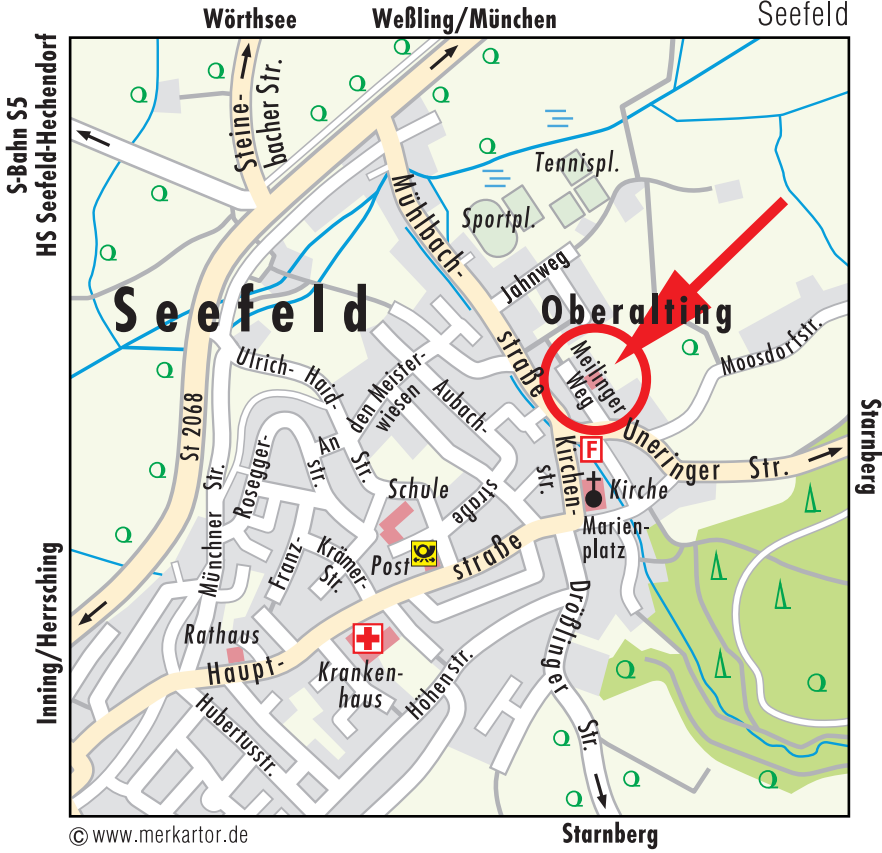 Seefeld
Wörthsee
Weßling/München
S-Bahn S5
HS Seefeld-Hechendorf
Steine-
bacher Str.
Tennispl.
Sportpl.
Mühlbach-
straße
Jahnweg
Seefeld
Oberalting
Meilinger
Weg
Moosdorfstr.
Ulrich- Haid-
Str.
An
den Meister-
wiesen
Aubach-
straße
St 2068
Rosegger-
str.
Münchner Str.
Franz-
Krämer-
Str.
Schule
Post
Kirchen-
str.
F
Uneringer Str.
Starnberg
Kirche
Marien-
platz
Haupt-
straße
Rathaus
Kranken-
haus
Höhenstr.
Hubertusstr.
Drößlinger
Str.
Inning/Herrsching
© www.merkartor.de
Starnberg